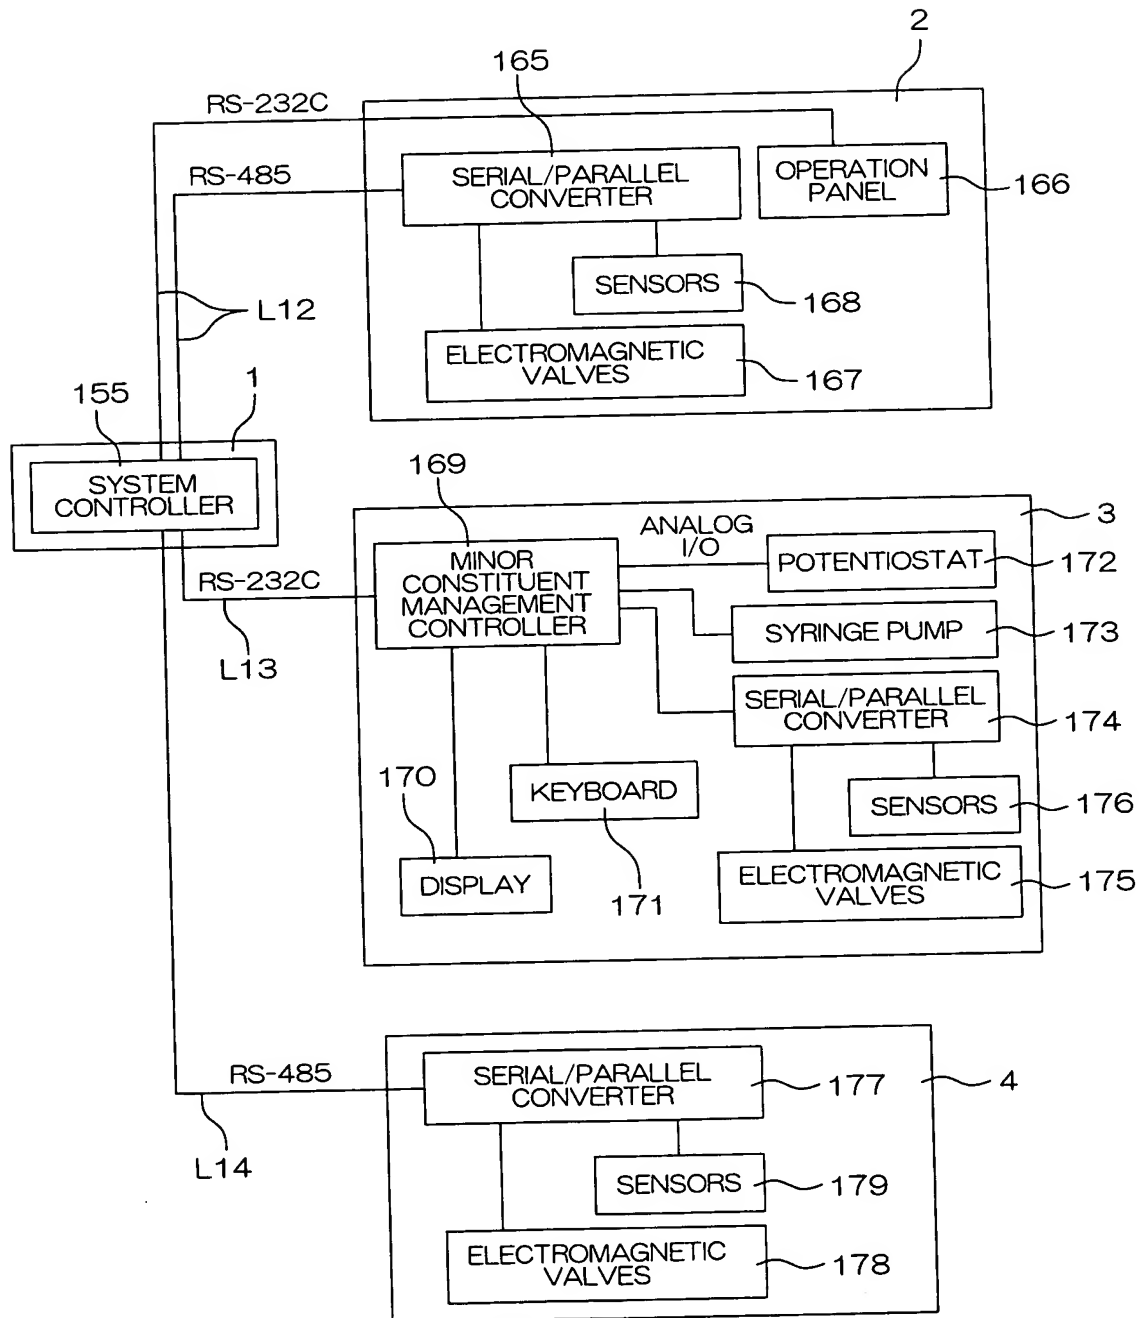 2
165
RS-232C
SERIAL/PARALLEL
CONVERTER
OPERATION
PANEL
166
RS-485
SENSORS
168
L12
ELECTROMAGNETIC
VALVES
167
155
1
SYSTEM
CONTROLLER
169
3
ANALOG
I/O
MINOR
CONSTITUENT
MANAGEMENT
CONTROLLER
POTENTIOSTAT
172
RS-232C
L13
SYRINGE PUMP
173
SERIAL/PARALLEL
CONVERTER
174
170
KEYBOARD
171
SENSORS
176
DISPLAY
ELECTROMAGNETIC
VALVES
175
RS-485
L14
SERIAL/PARALLEL
CONVERTER
177
4
SENSORS
179
ELECTROMAGNETIC
VALVES
178